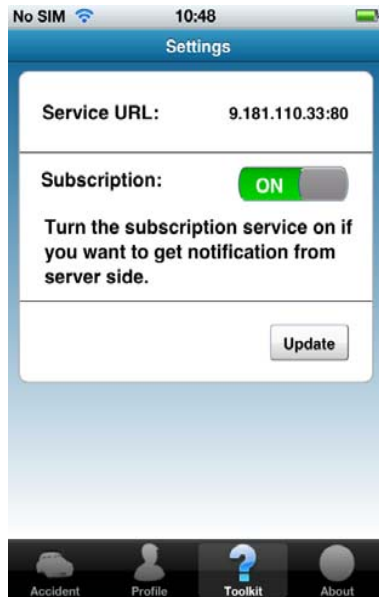 No SIM 10:48
Settings
Service URL: 9.181.110.33:80
Subscription: ON
Turn the subscription service on if
you want to get notification from
server side.
Update
Accident Profile Toolkit About